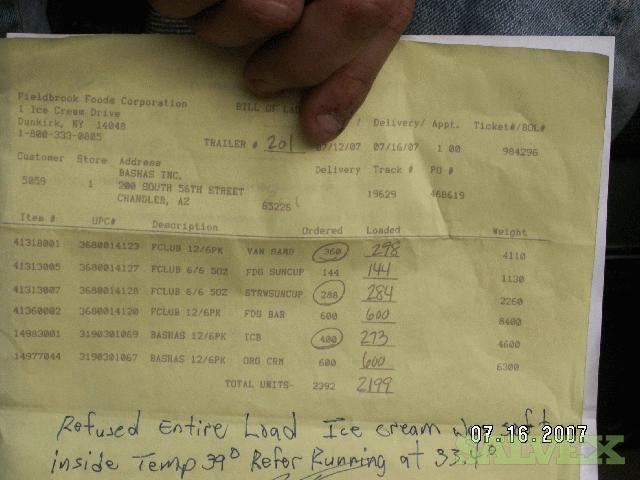 Fieldbrook Foods Corporation
1 Ice Cream Drive
Dunkirk, NY 14048
1-800-333-0805
BILL OF LA
TRAILER # 201
Delivery/ Appt. Ticket#/BOL#
/12/07 07/16/07 1 00 984296
Customer Store Address
Delivery Track # PO #
5059 1 BASHAS INC.
200 SOUTH 56TH STREET
CHANDLER, AZ 85226
19629 468619
Item # UPC# Description Ordered Loaded Weight
41318001 3680014123 FCLUB 12/6PK VAN SAND 360 298 4110
41313005 3680014127 FCLUB 6/6 5OZ FDG SUNCUP 144 144 1130
41313007 3680014128 FCLUB 6/6 5OZ STRWSUNCUP 288 284 2260
41360002 3680014120 FCLUB 12/6PK FDG BAR 600 600 8400
14983001 3190301069 BASHAS 12/6PK ICB 400 273 4600
14977044 3190301067 BASHAS 12/6PK ORG CRM 600 600 6300
TOTAL UNITS- 2392 2199
Refused Entire Load Ice cream
inside Temp 39° Refer Running at 33.
07.16.2007
SALVEX